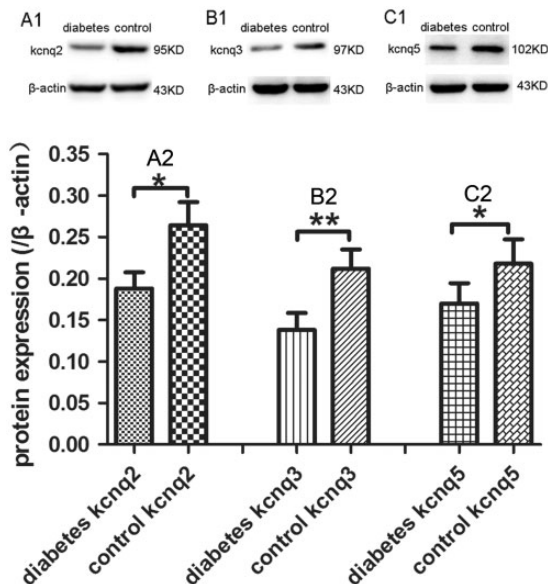 A1 B1 C1
diabetes control diabetes control diabetes control
kcnq2 95KD kcnq3 97KD kcnq5 102KD
β-actin 43KD β-actin 43KD β-actin 43KD
protein expression (/β -actin)
0.35
0.30
0.25
0.20
0.15
0.10
0.05
0.00
A2 B2 C2
* ** *
diabetes kcnq2
control kcnq2
diabetes kcnq3
control kcnq3
diabetes kcnq5
control kcnq5